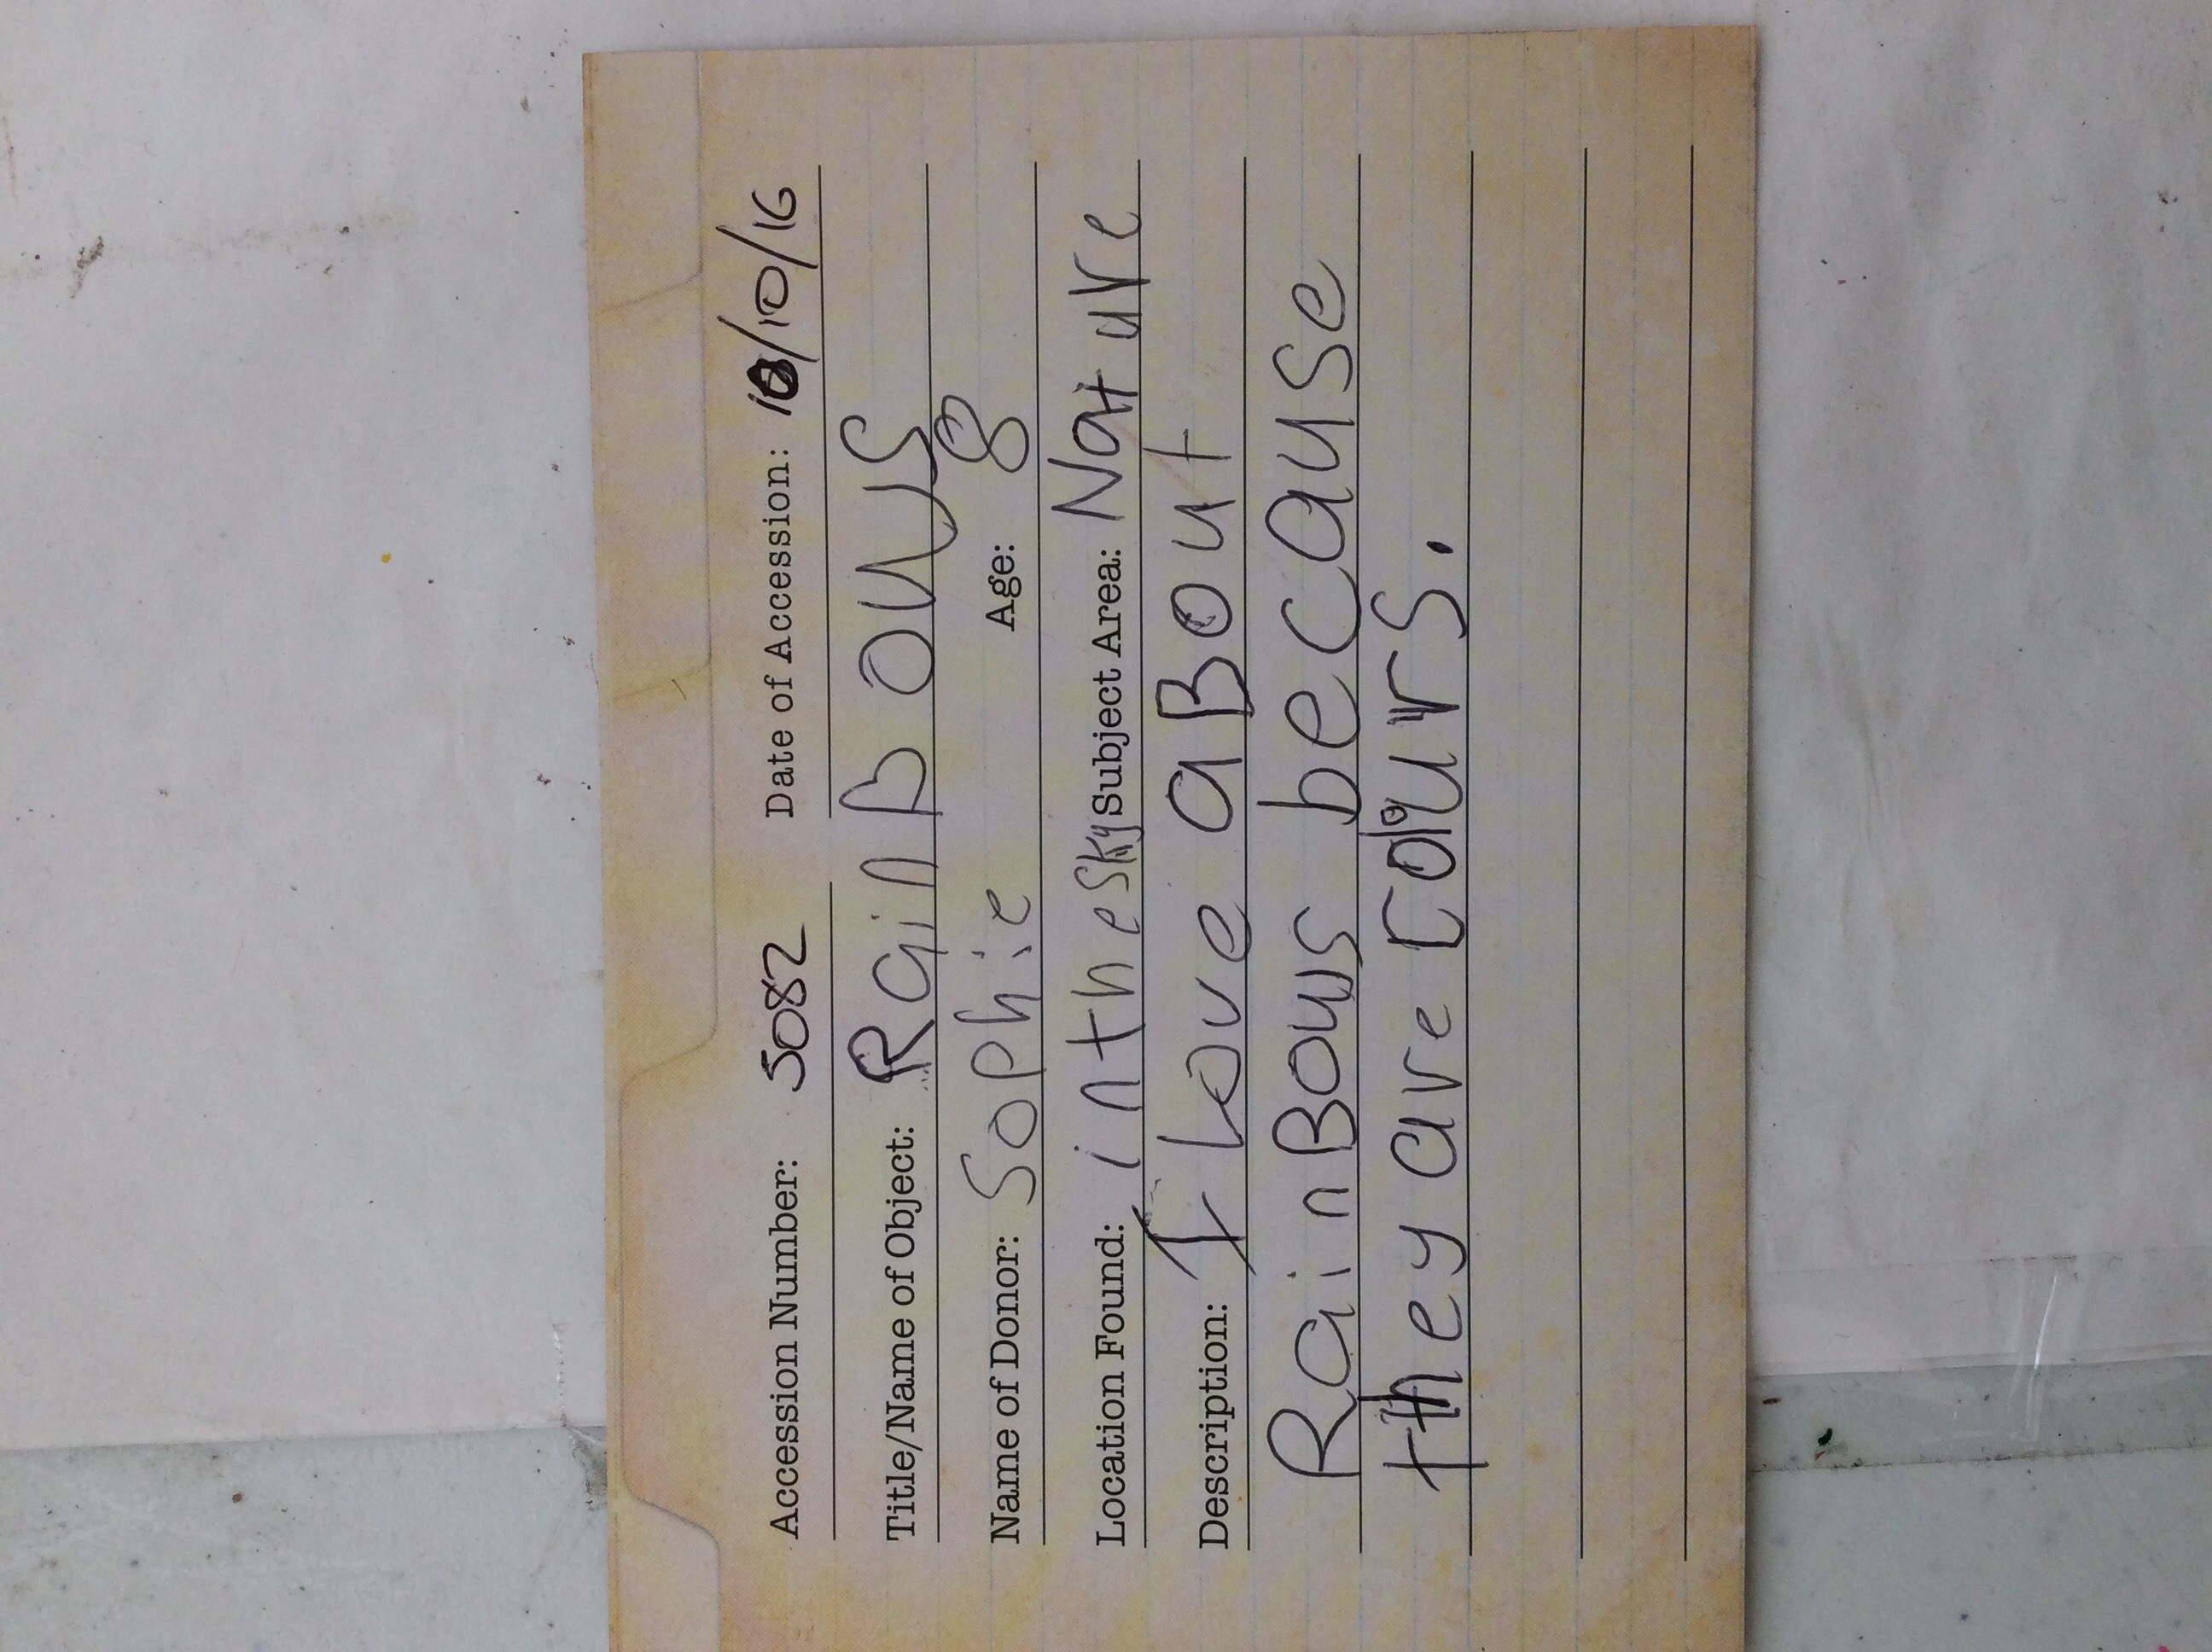 Accession Number: 5082 Date of Accession: /10/16
Title/Name of Object: RainBows
Name of Donor: Sophie Age: 8
Location Found: in the sky Subject Area: Nature
Description: I Love aBout
RainBows because
they are colours.